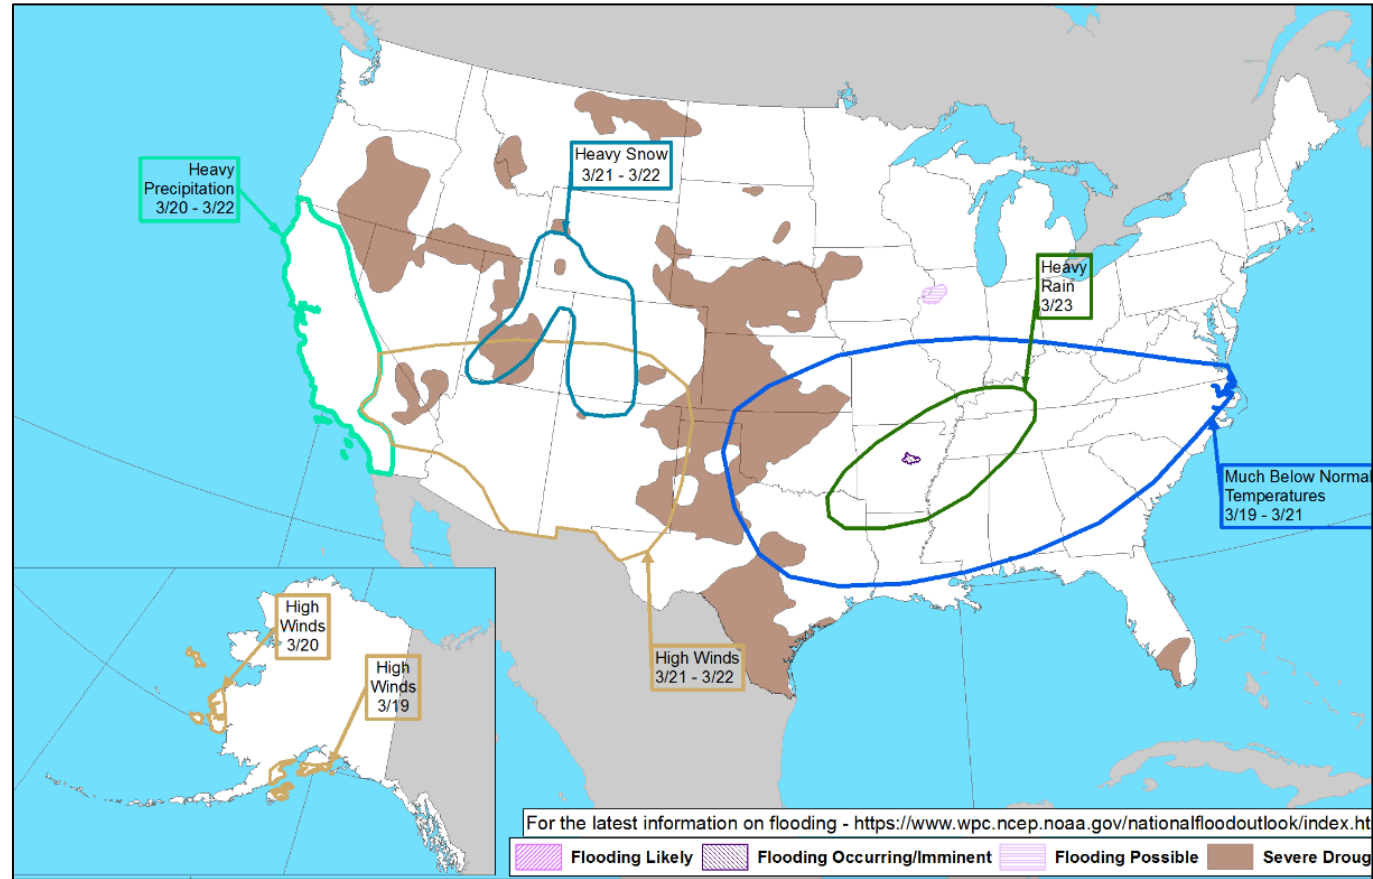 Heavy
Precipitation
3/20 - 3/22
Heavy Snow
3/21 - 3/22
Heavy
Rain
3/23
Much Below Normal
Temperatures
3/19 - 3/21
High
Winds
3/20
High
Winds
3/19
High Winds
3/21 - 3/22
For the latest information on flooding - https://www.wpc.ncep.noaa.gov/nationalfloodoutlook/index.ht
Flooding Likely
Flooding Occurring/Imminent
Flooding Possible
Severe Droug